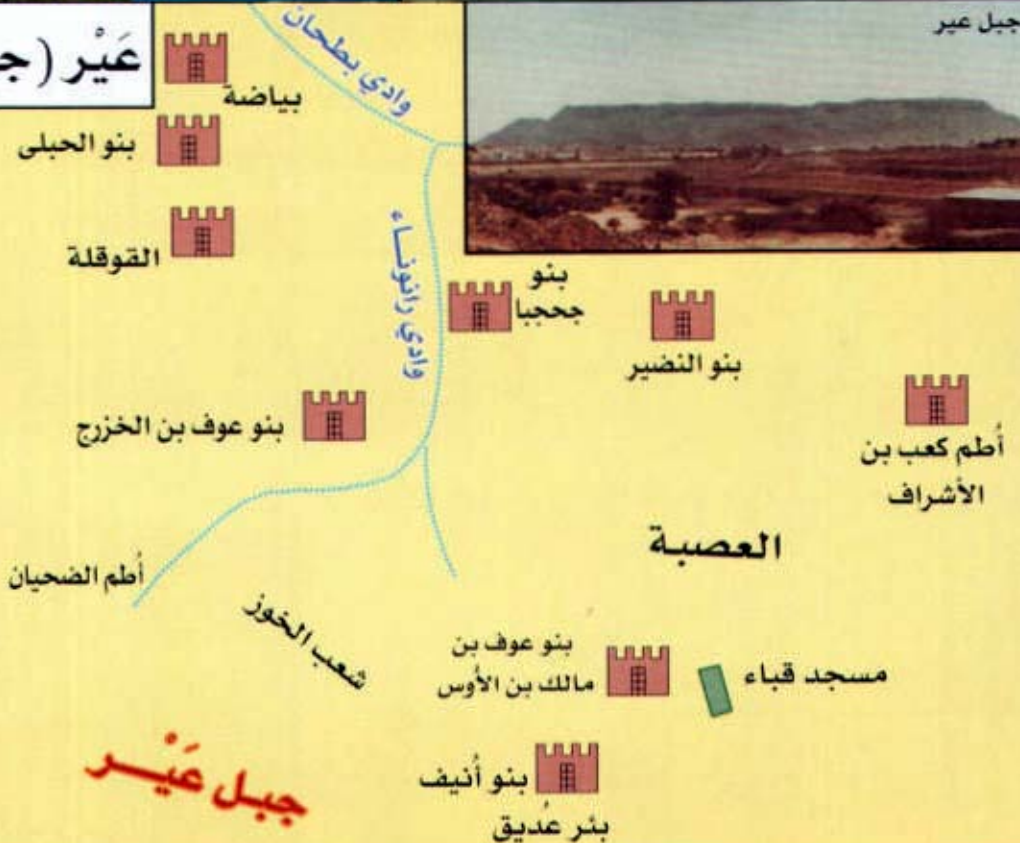 جبل عير
عَيْر (ج
وادي بطحان
بياضة
بنو الحبلى
القوقلة
وادي رانوناء
بنو
جحجبا
بنو النضير
بنو عوف بن الخزرج
أُطم كعب بن
الأشراف
العصبة
أُطم الضحيان
شعب الخوز
بنو عوف بن
مالك بن الأوس
مسجد قباء
جبل عَيْر
بنو أُنيف
بئر عُديق